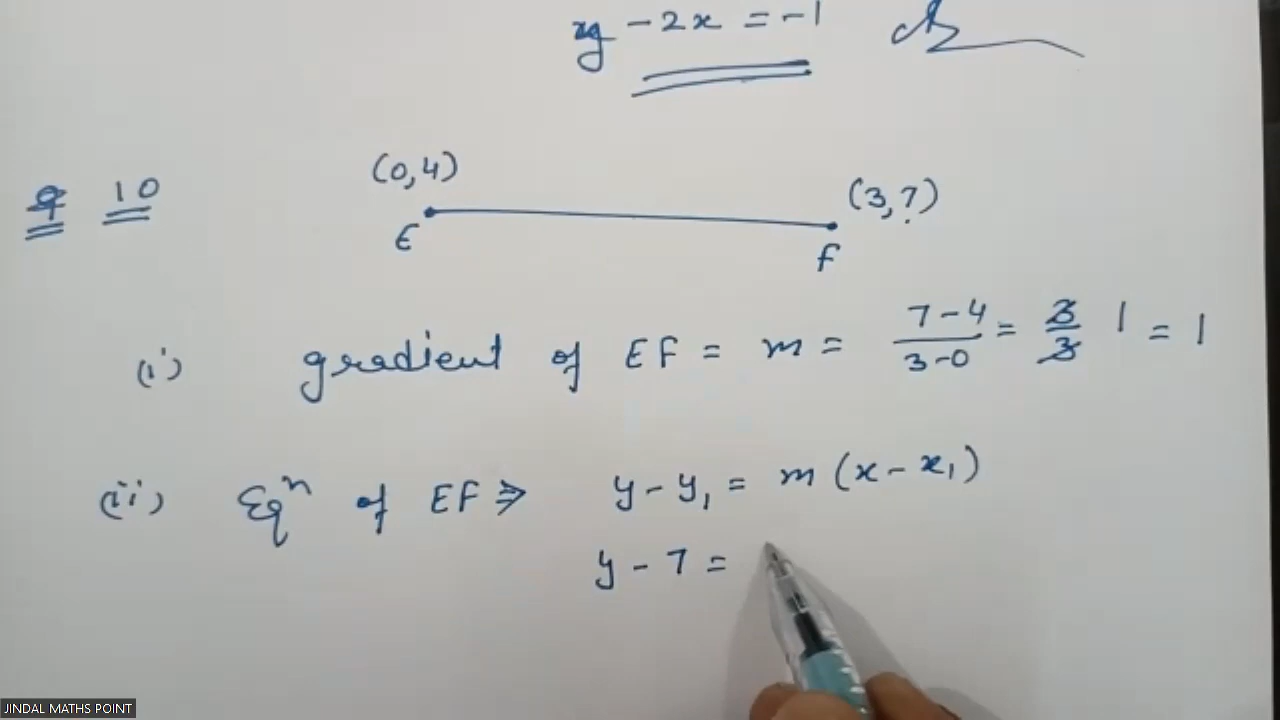 xy - 2x = -1
Q 10
(0,4)
(3,7)
E
F
(i) gradient of EF = m = 7-4/3-0 = 3/3 1 = 1
(ii) Eqⁿ of EF ⇒ y - y₁ = m (x - x₁)
y - 7 =
JINDAL MATHS POINT